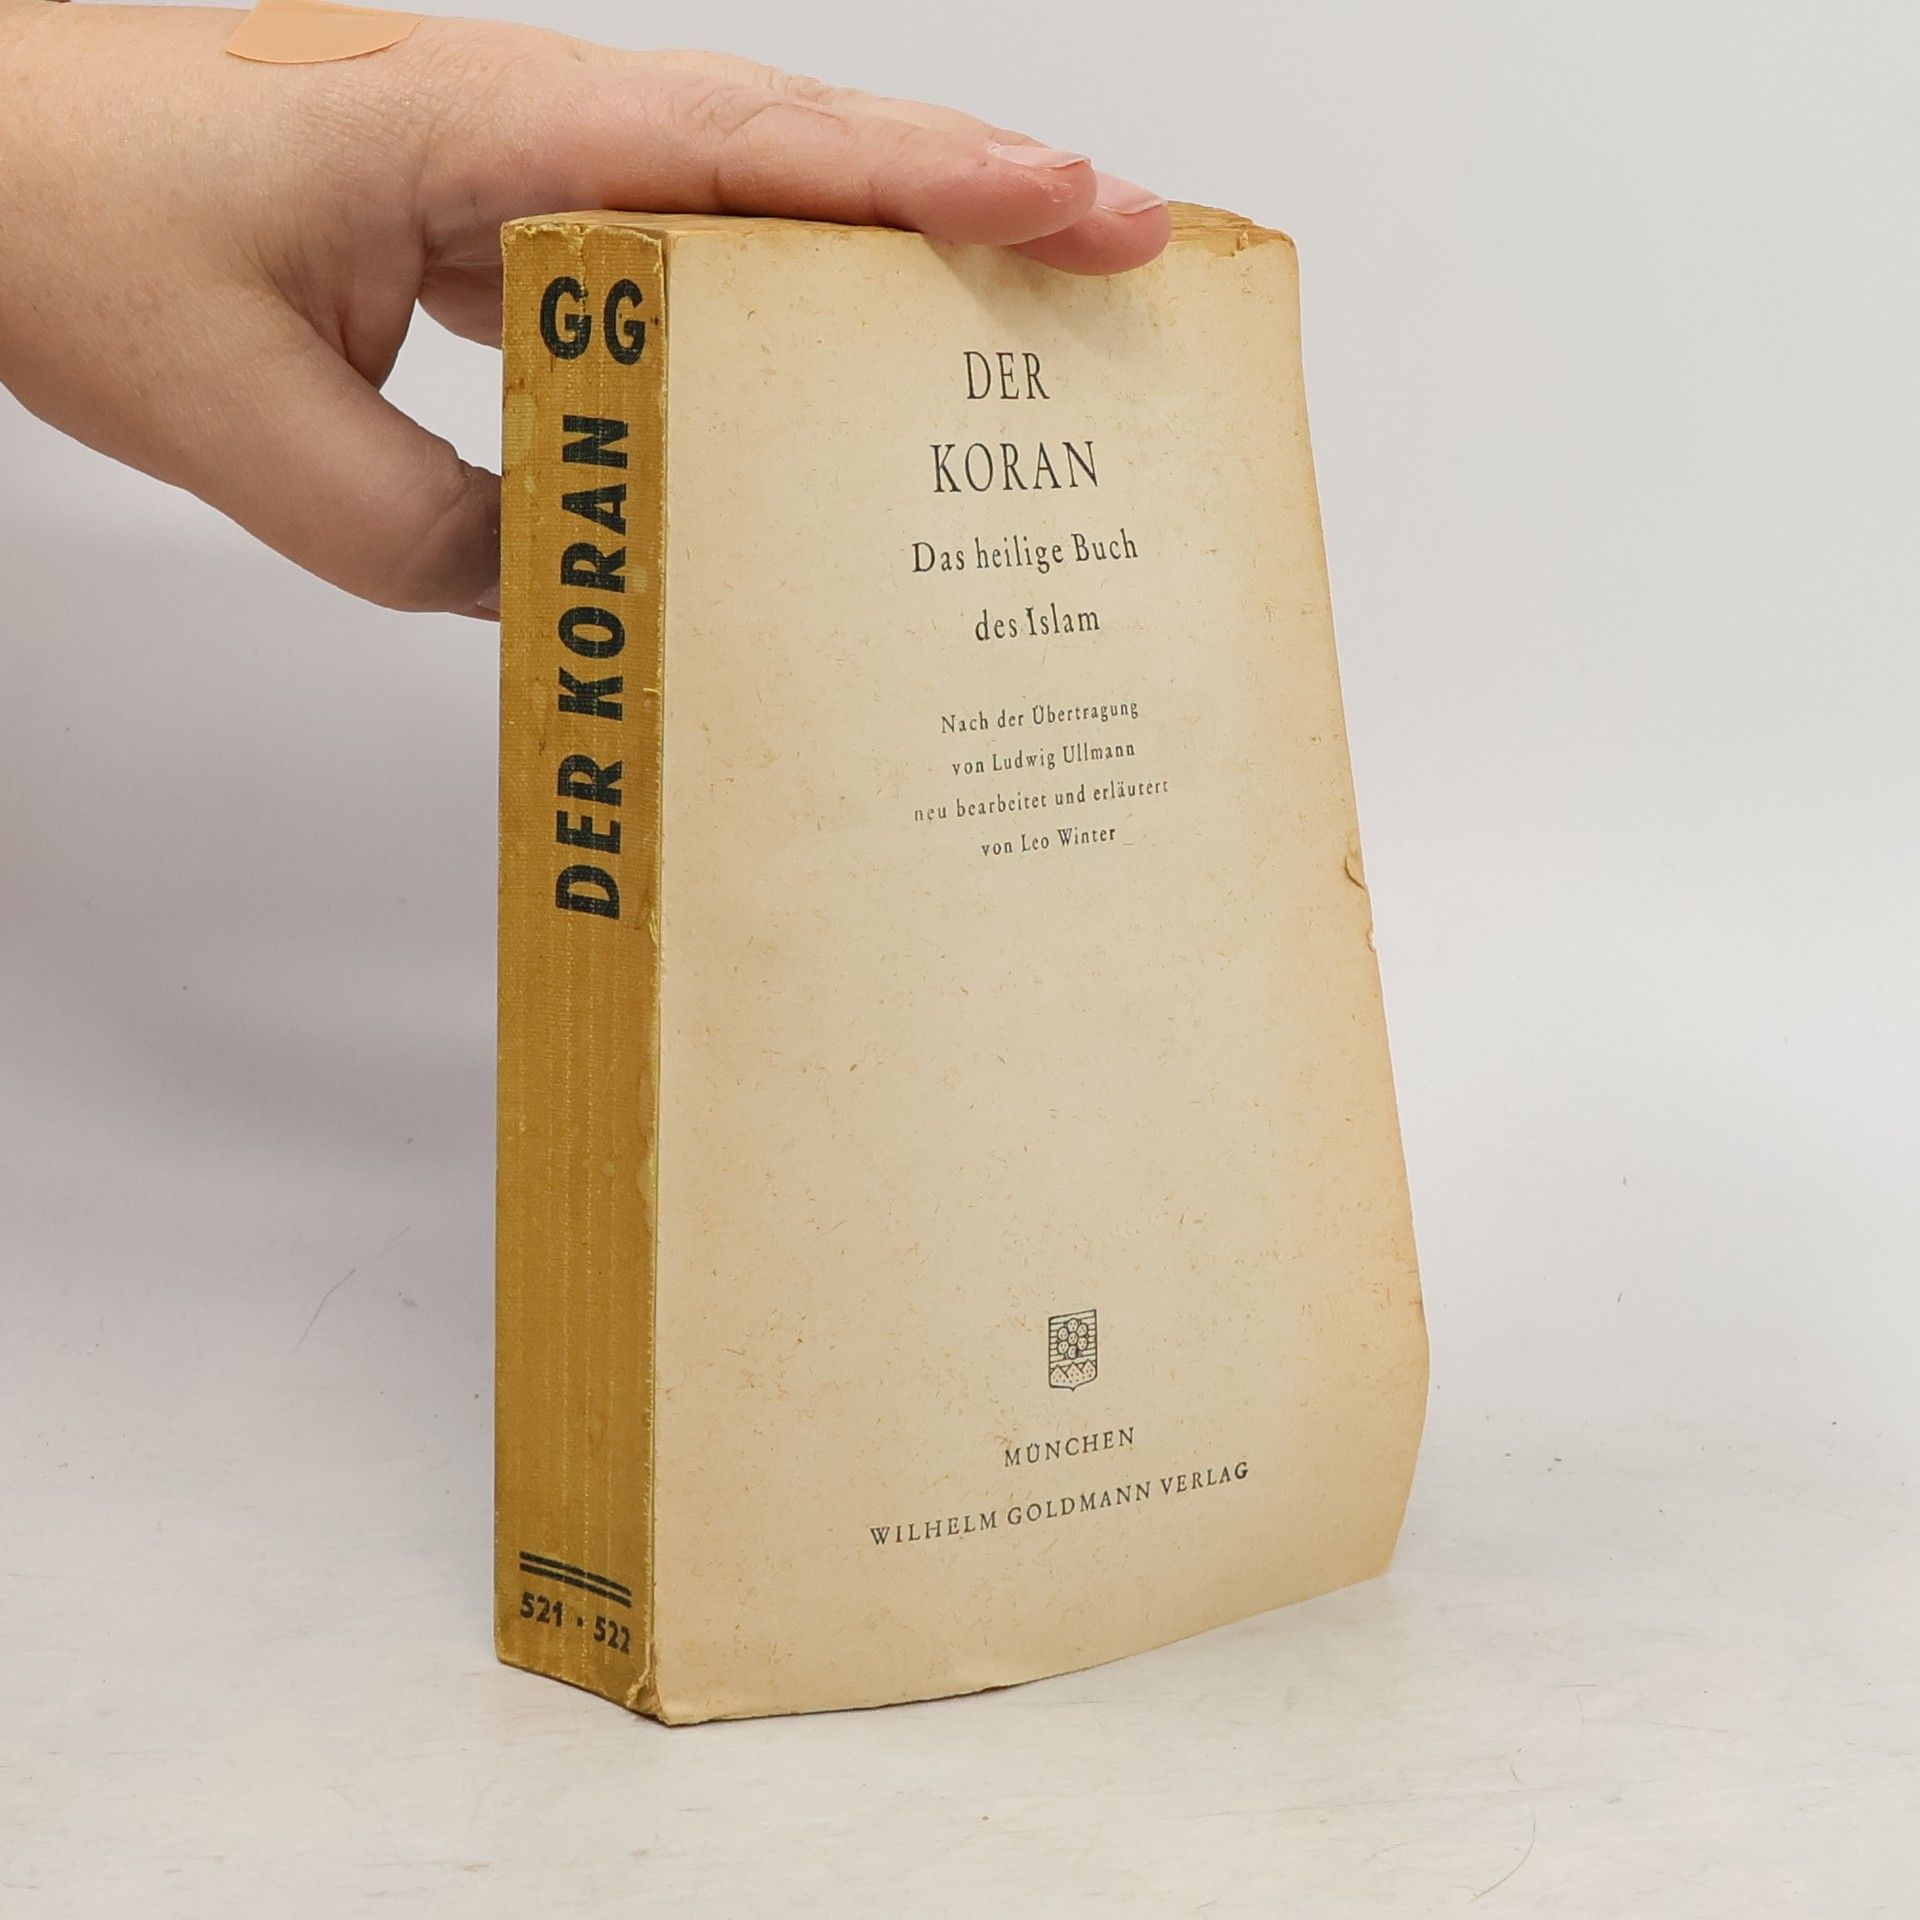 GG
DER KORAN
521 · 522
DER
KORAN
Das heilige Buch
des Islam
Nach der Übertragung
von Ludwig Ullmann
neu bearbeitet und erläutert
von Leo Winter
MÜNCHEN
WILHELM GOLDMANN VERLAG